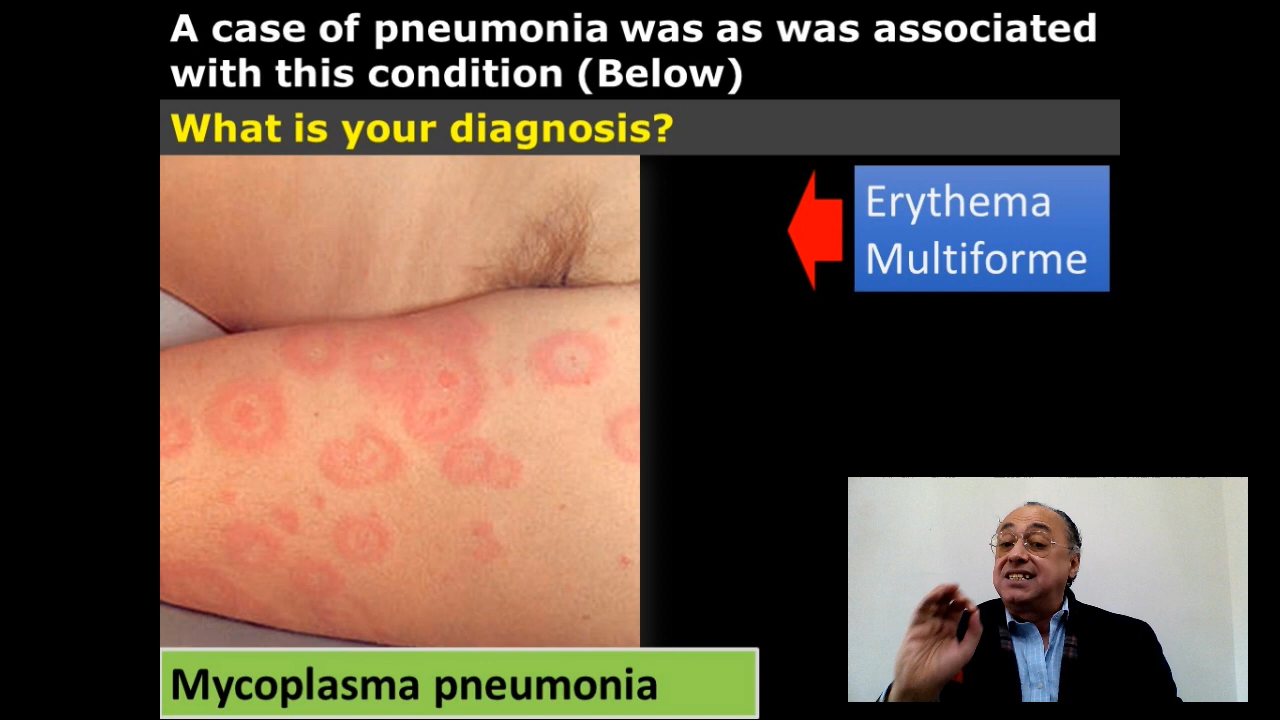 A case of pneumonia was as was associated
with this condition (Below)
What is your diagnosis?
Erythema
Multiforme
Mycoplasma pneumonia